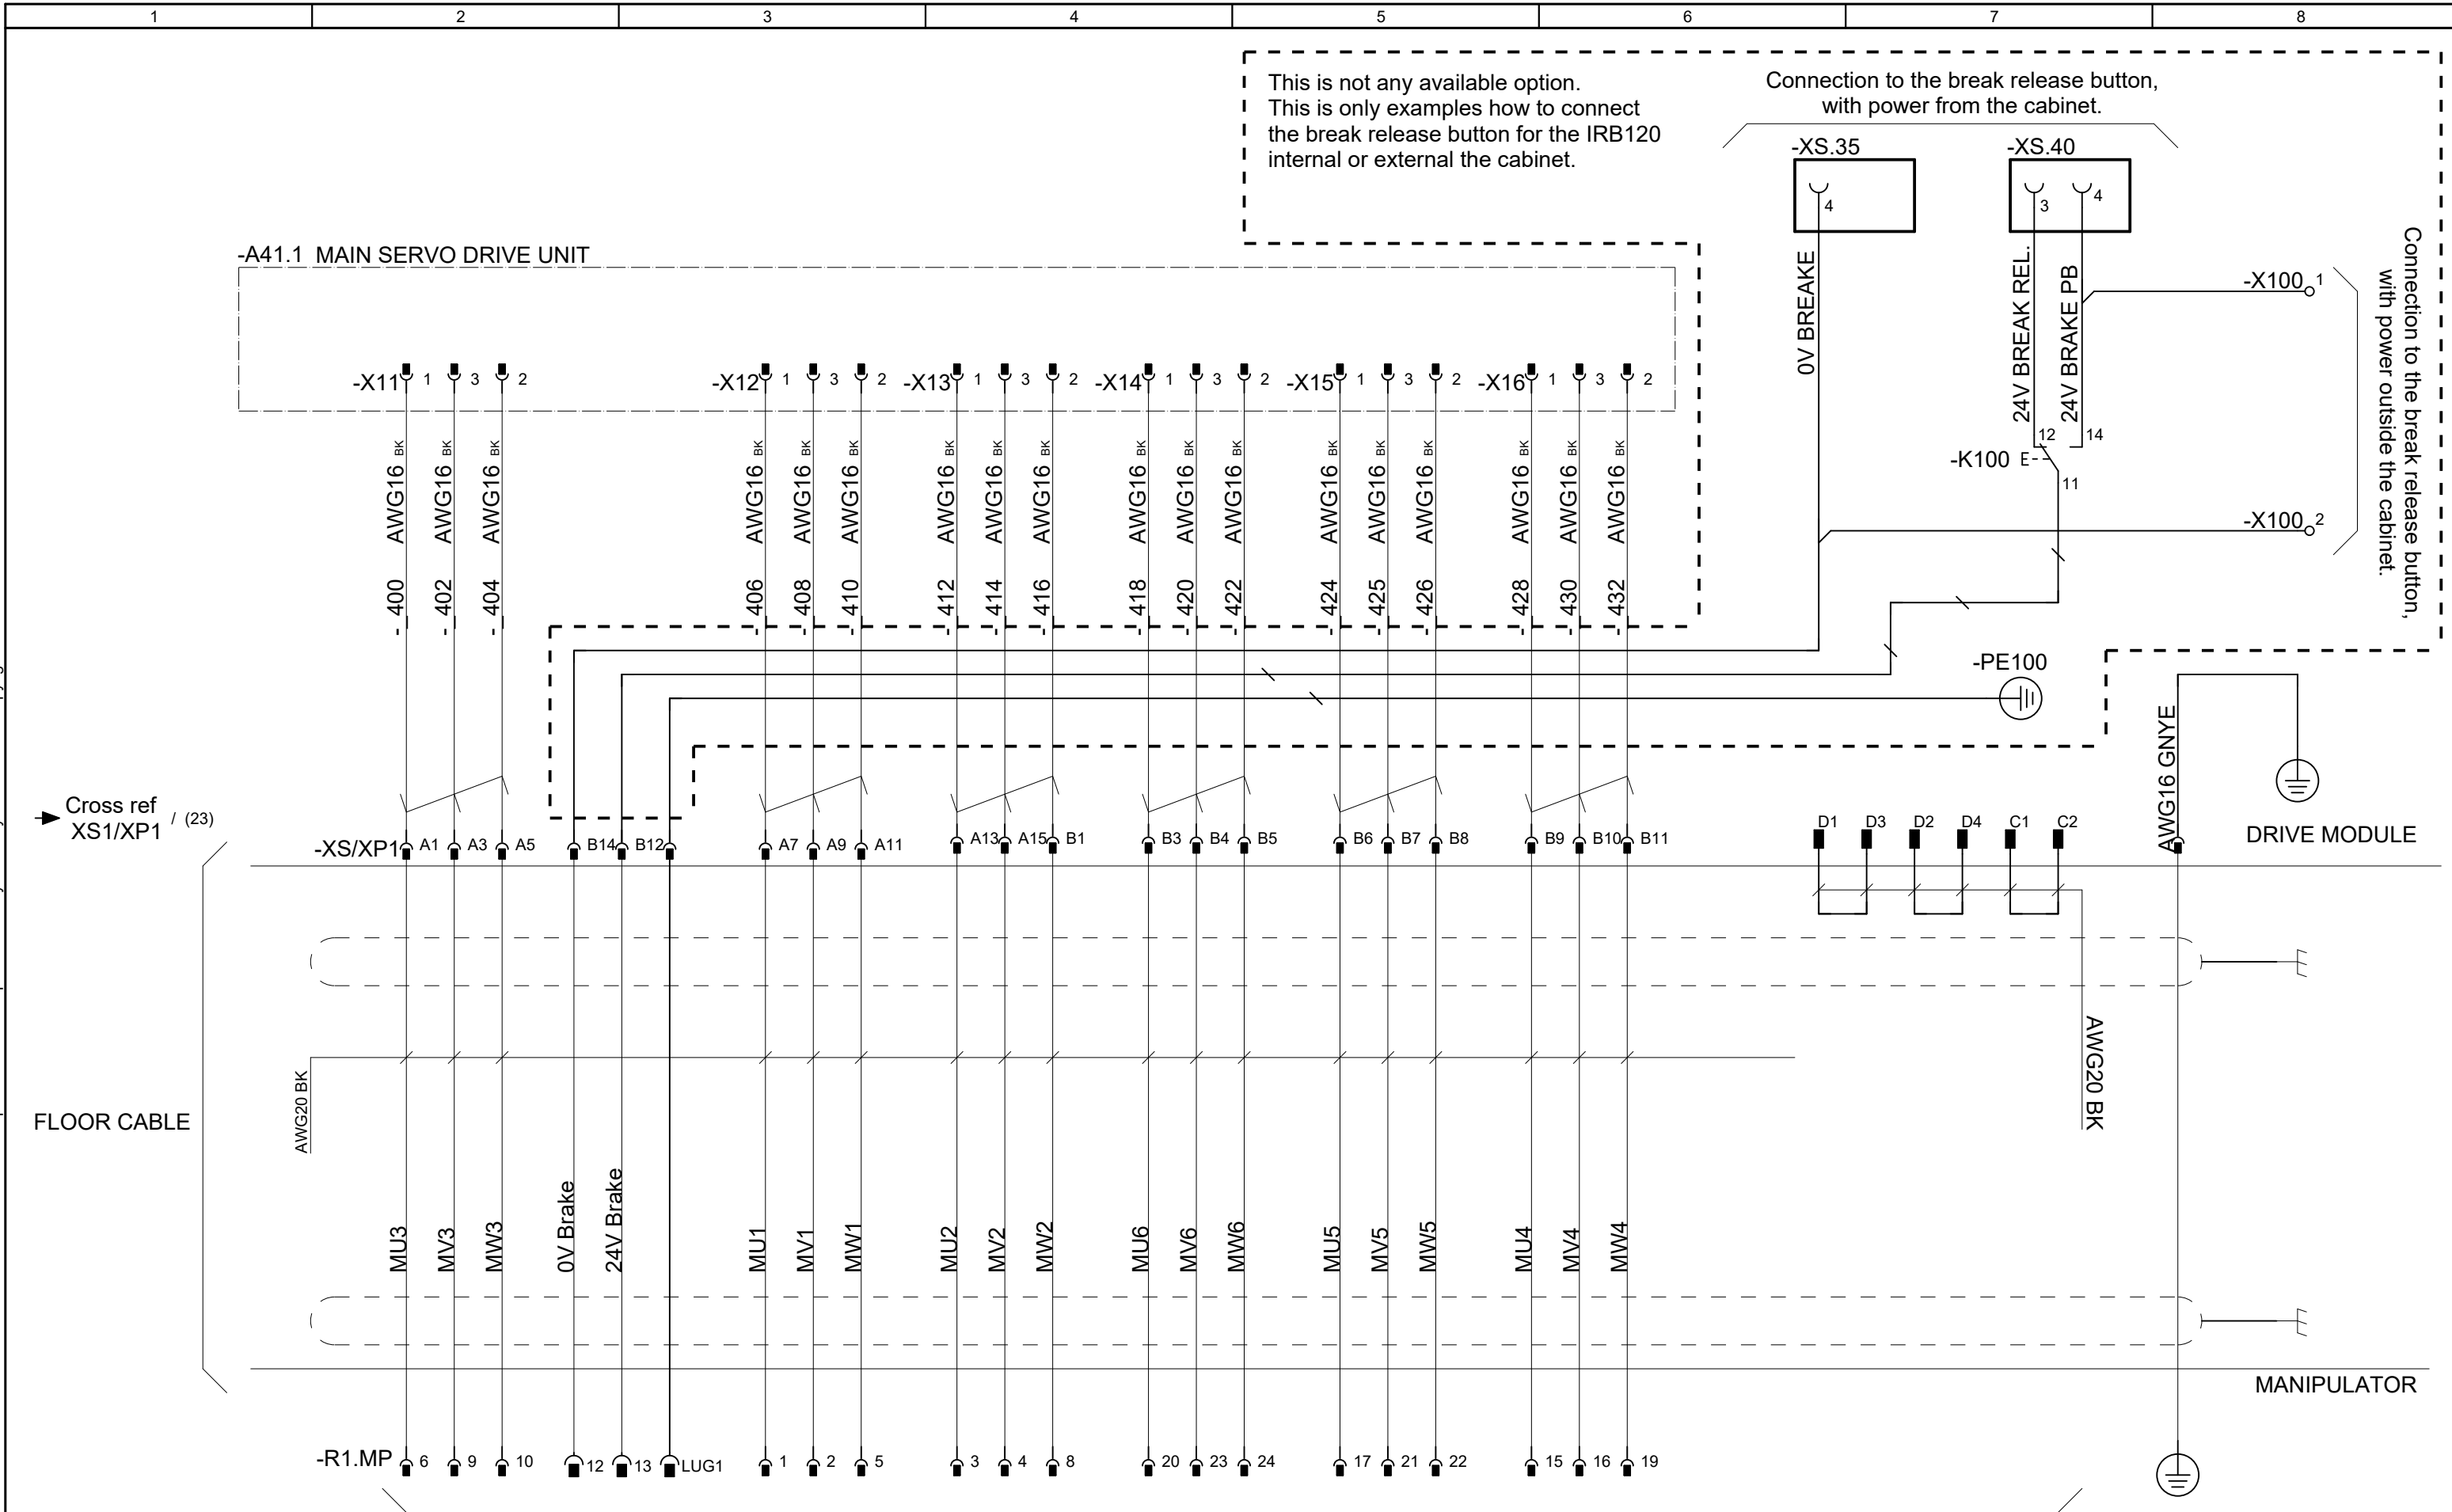 1 2 3 4 5 6 7 8
This is not any available option.
This is only examples how to connect
the break release button for the IRB120
internal or external the cabinet.
Connection to the break release button,
with power from the cabinet.
-XS.35
-XS.40
4
3 4
Connection to the break release button,
with power outside the cabinet.
-A41.1 MAIN SERVO DRIVE UNIT
0V BREAKE
24V BREAK REL.
24V BRAKE PB
-X100 1
-X11 1 3 2
-X12 1 3 2
-X13 1 3 2
-X14 1 3 2
-X15 1 3 2
-X16 1 3 2
12 14
-K100 E
11
-X100 2
AWG16 BK AWG16 BK AWG16 BK
AWG16 BK AWG16 BK AWG16 BK
AWG16 BK AWG16 BK AWG16 BK
AWG16 BK AWG16 BK AWG16 BK
AWG16 BK AWG16 BK AWG16 BK
AWG16 BK AWG16 BK AWG16 BK
-400 -402 -404
-406 -408 -410
-412 -414 -416
-418 -420 -422
-424 -425 -426
-428 -430 -432
-PE100
AWG16 GNYE
Cross ref
XS1/XP1 / (23)
-XS/XP1 A1 A3 A5 B14 B12 A7 A9 A11 A13 A15 B1 B3 B4 B5 B6 B7 B8 B9 B10 B11
D1 D3 D2 D4 C1 C2
DRIVE MODULE
AWG20 BK
AWG20 BK
FLOOR CABLE
MU3 MV3 MW3 0V Brake 24V Brake MU1 MV1 MW1 MU2 MV2 MW2 MU6 MV6 MW6 MU5 MV5 MW5 MU4 MV4 MW4
MANIPULATOR
-R1.MP 6 9 10 12 13 LUG1 1 2 5 3 4 8 20 23 24 17 21 22 15 16 19